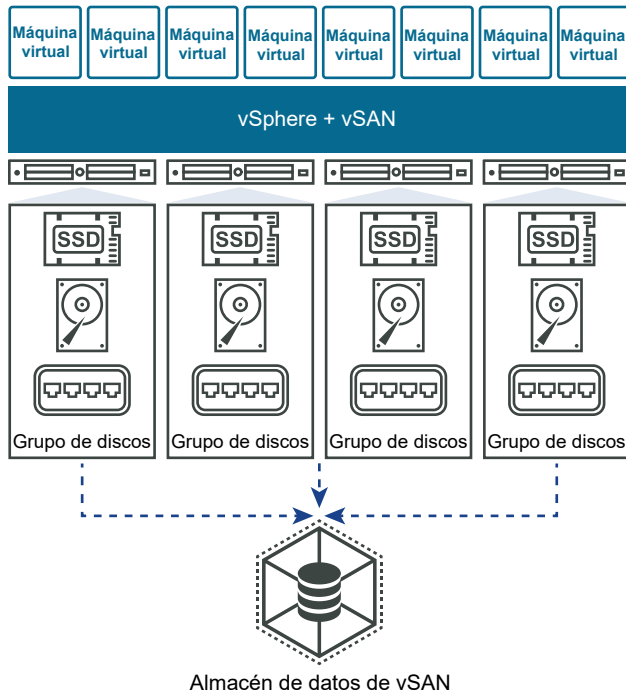 Máquina virtual
Máquina virtual
Máquina virtual
Máquina virtual
Máquina virtual
Máquina virtual
Máquina virtual
Máquina virtual
vSphere + vSAN
SSD
SSD
SSD
SSD
Grupo de discos
Grupo de discos
Grupo de discos
Grupo de discos
Almacén de datos de vSAN